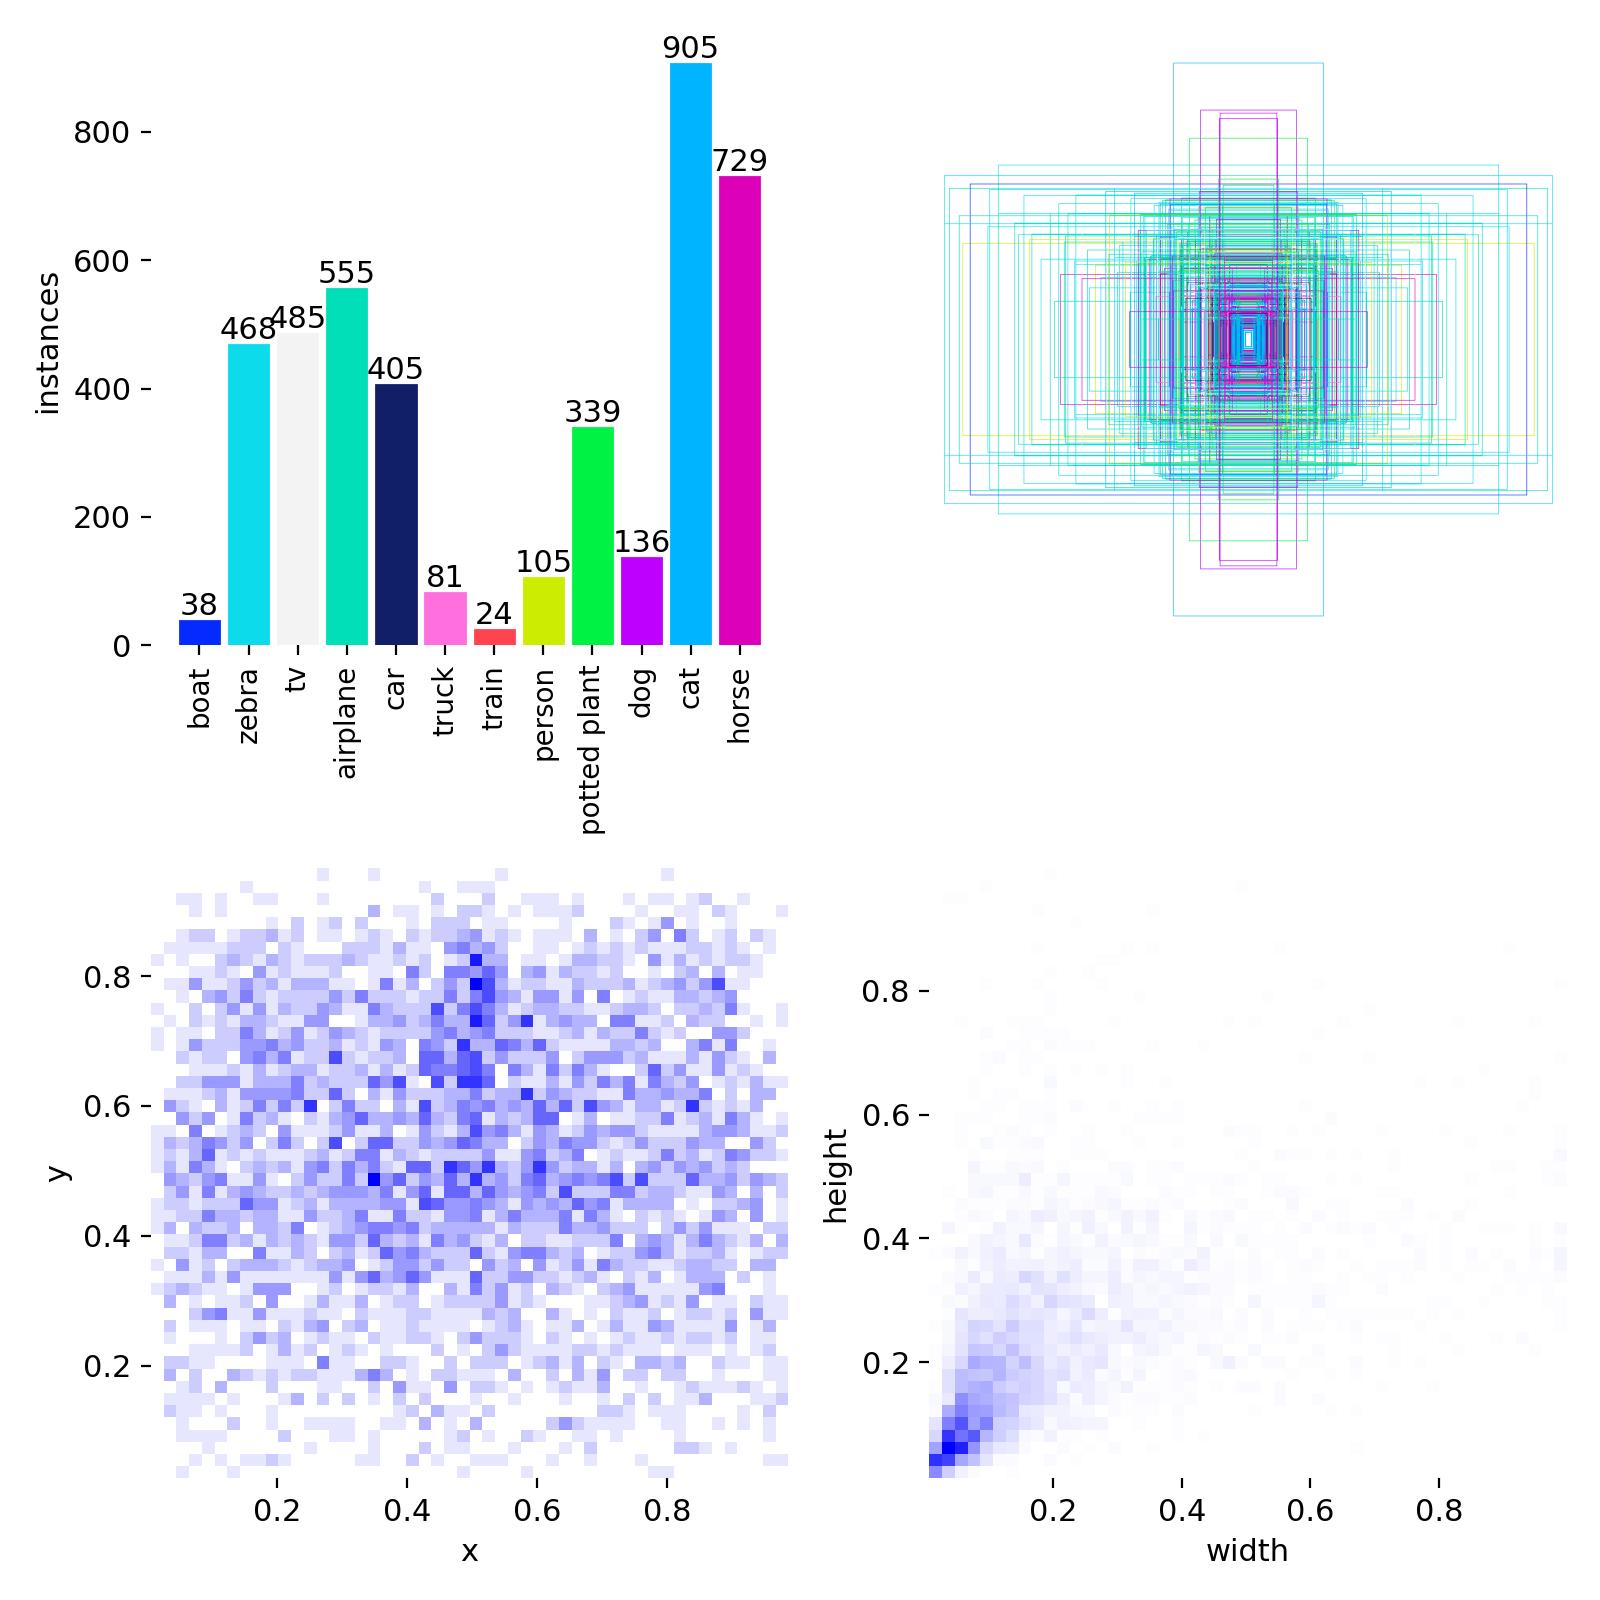 905
800
729
600
555
485
468
405
400
339
200
136
105
81
38
24
0
instances
boat
zebra
tv
airplane
car
truck
train
person
potted plant
dog
cat
horse
0.8
0.6
0.4
0.2
y
0.2 0.4 0.6 0.8
x
0.8
0.6
0.4
0.2
height
0.2 0.4 0.6 0.8
width